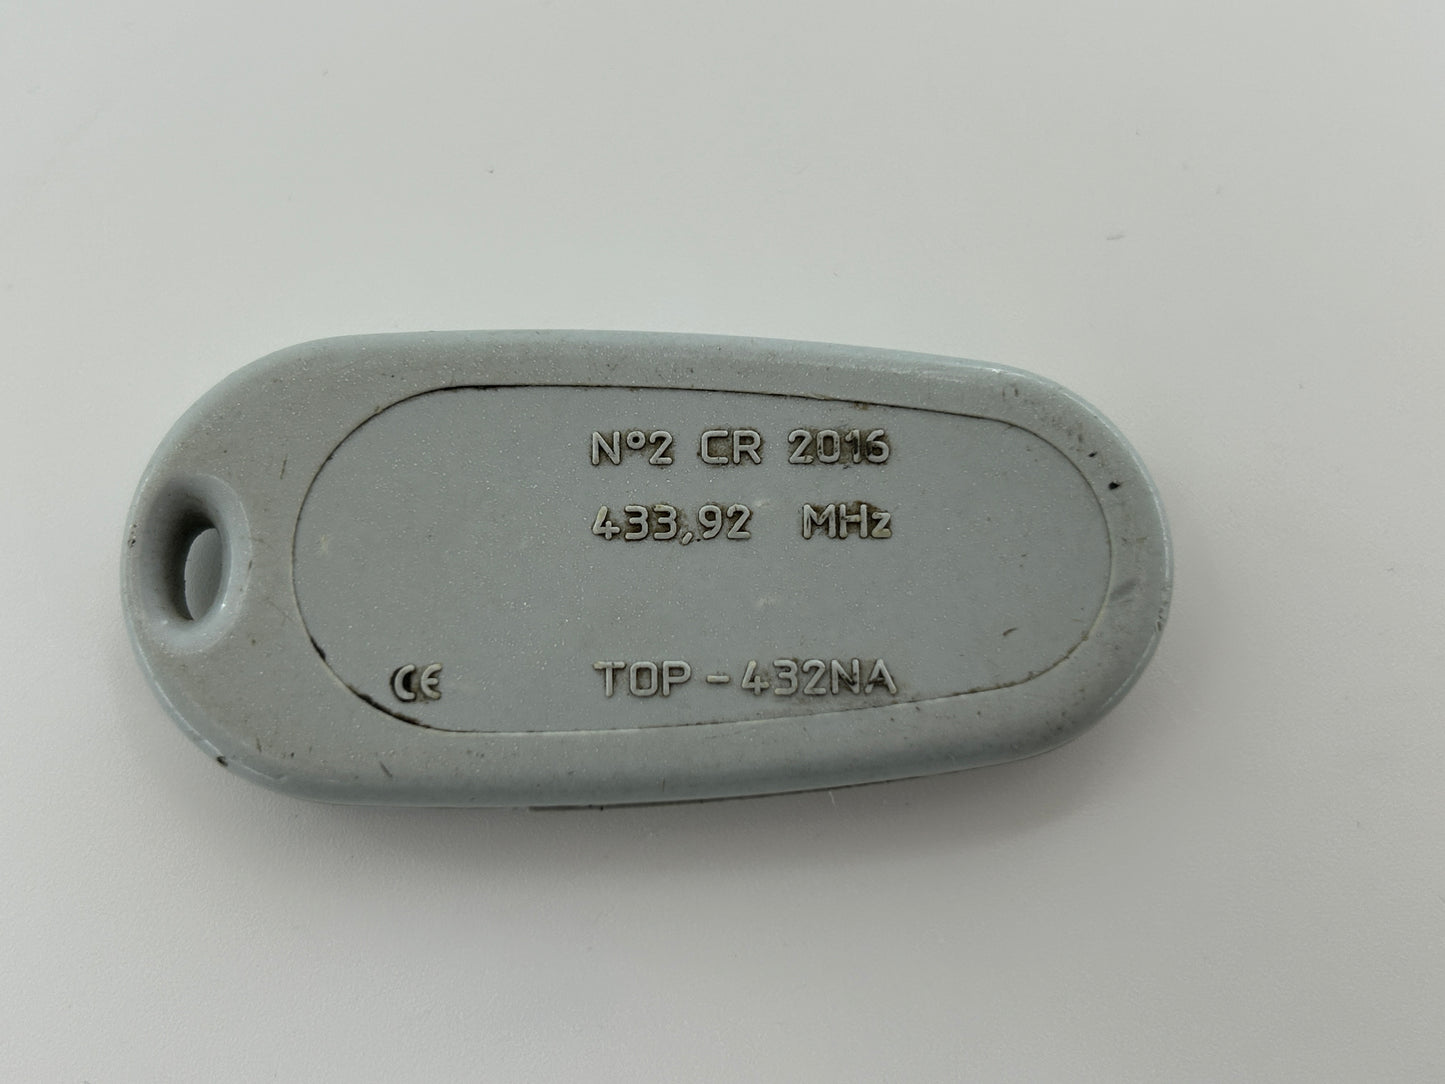 N°2 CR 2016
433,92 MHz
CE TOP-432NA